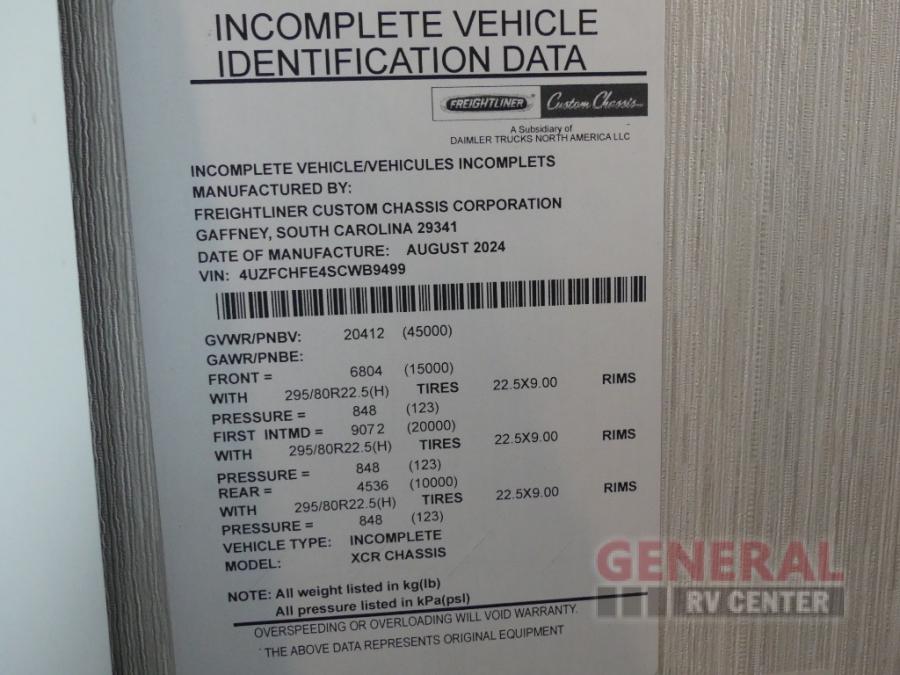 INCOMPLETE VEHICLE
IDENTIFICATION DATA
FREIGHTLINER Custom Chassis
A Subsidiary of
DAIMLER TRUCKS NORTH AMERICA LLC
INCOMPLETE VEHICLE/VEHICULES INCOMPLETS
MANUFACTURED BY:
FREIGHTLINER CUSTOM CHASSIS CORPORATION
GAFFNEY, SOUTH CAROLINA 29341
DATE OF MANUFACTURE: AUGUST 2024
VIN: 4UZFCHFE4SCWB9499
GVWR/PNBV: 20412 (45000)
GAWR/PNBE:
FRONT = 6804 (15000)
WITH 295/80R22.5(H) TIRES 22.5X9.00 RIMS
PRESSURE = 848 (123)
FIRST INTMD = 9072 (20000)
WITH 295/80R22.5(H) TIRES 22.5X9.00 RIMS
PRESSURE = 848 (123)
REAR = 4536 (10000)
WITH 295/80R22.5(H) TIRES 22.5X9.00 RIMS
PRESSURE = 848 (123)
VEHICLE TYPE: INCOMPLETE
MODEL: XCR CHASSIS
NOTE: All weight listed in kg(lb)
All pressure listed in kPa(psi)
OVERSPEEDING OR OVERLOADING WILL VOID WARRANTY.
THE ABOVE DATA REPRESENTS ORIGINAL EQUIPMENT
GENERAL
RV CENTER